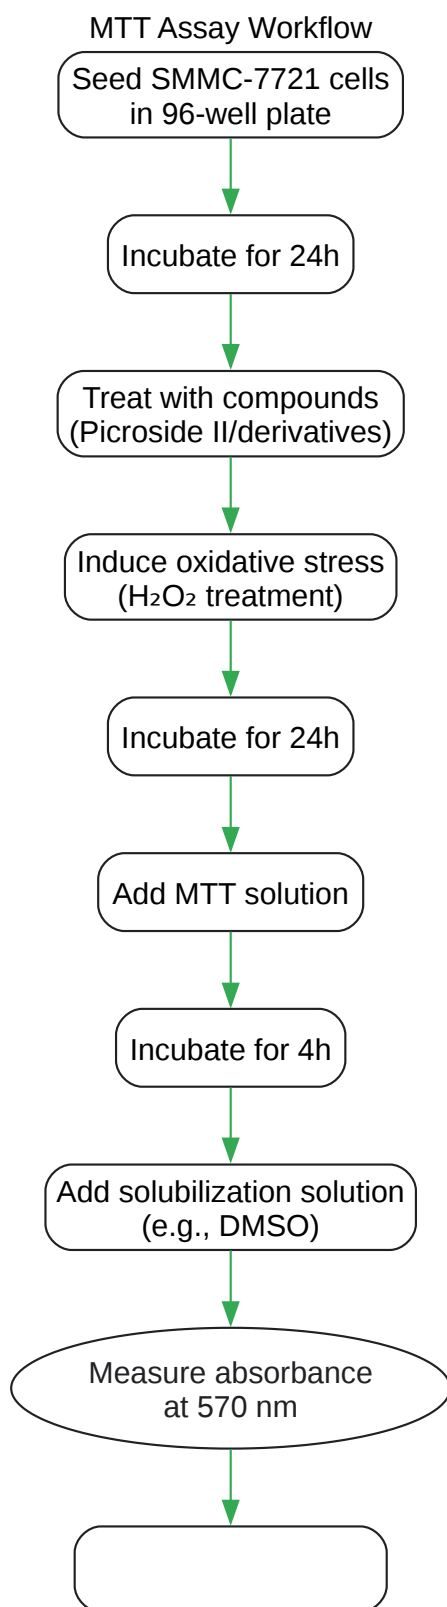 MTT Assay Workflow
Seed SMMC-7721 cells
in 96-well plate
Incubate for 24h
Treat with compounds
(Picroside II/derivatives)
Induce oxidative stress
(H₂O₂ treatment)
Incubate for 24h
Add MTT solution
Incubate for 4h
Add solubilization solution
(e.g., DMSO)
Measure absorbance
at 570 nm